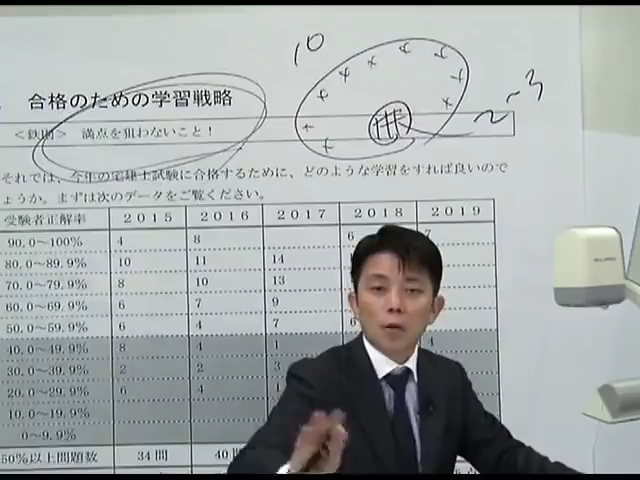 10
合格のための学習戦略
2~3
<鉄則> 満点を狙わないこと！
それでは、今年の宅建士試験に合格するために、どのような学習をすれば良いので
ょうか。まずは次のデータをご覧ください。
受験者正解率 2015 2016 2017 2018 2019
90.0～100% 4 8 6 7
80.0～89.9% 10 11 14
70.0～79.9% 8 10 13
60.0～69.9% 6 7 9
50.0～59.9% 6 4 7 6
40.0～49.9% 8 4 1 4
30.0～39.9% 2 2 3
20.0～29.9% 6 4
10.0～19.9%
0～9.9%
50%以上問題数 34問 40